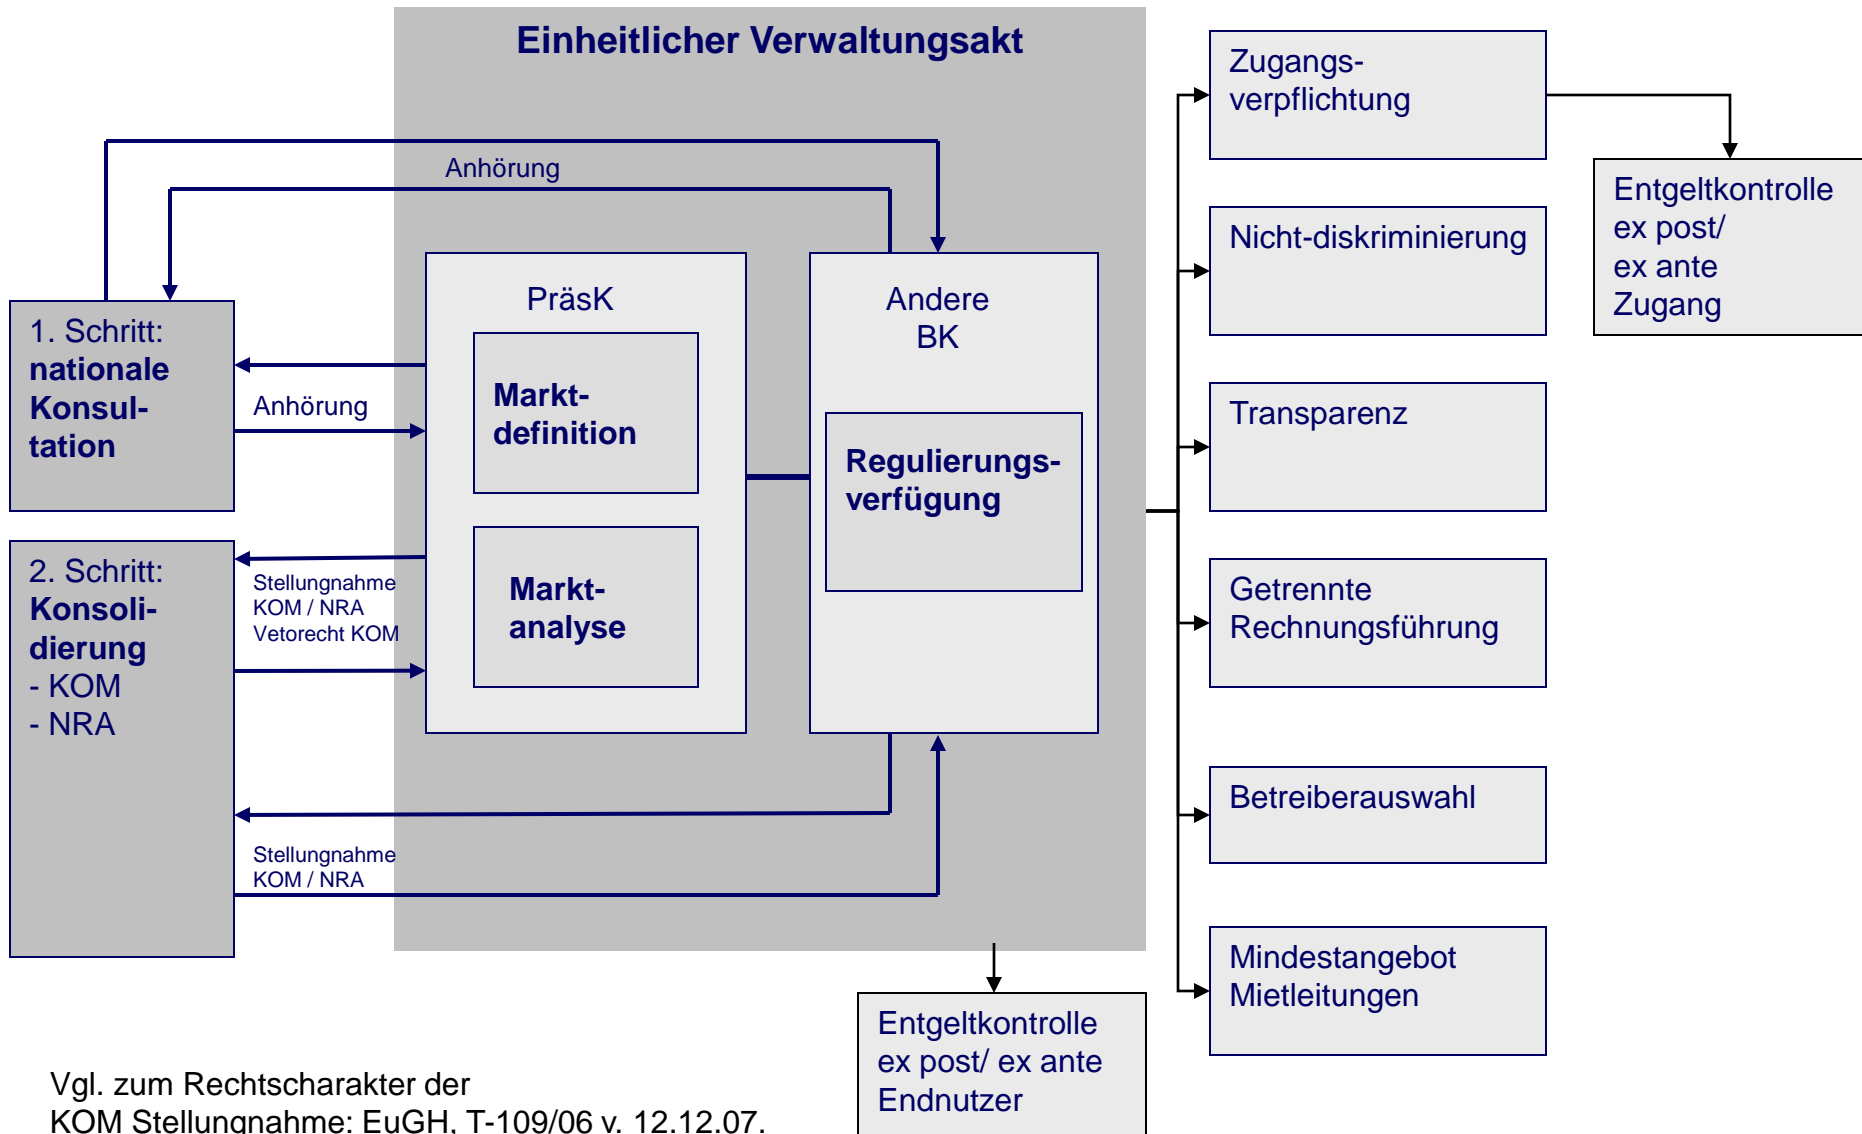 Einheitlicher Verwaltungsakt
Anhörung
1. Schritt:
nationale
Konsul-
tation
Anhörung
2. Schritt:
Konsoli-
dierung
- KOM
- NRA
Stellungnahme
KOM / NRA
Vetorecht KOM
Stellungnahme
KOM / NRA
PräsK
Markt-
definition
Markt-
analyse
Andere
BK
Regulierungs-
verfügung
Zugangs-
verpflichtung
Nicht-diskriminierung
Transparenz
Getrennte
Rechnungsführung
Betreiberauswahl
Mindestangebot
Mietleitungen
Entgeltkontrolle
ex post/
ex ante
Zugang
Entgeltkontrolle
ex post/ ex ante
Endnutzer
Vgl. zum Rechtscharakter der
KOM Stellungnahme: EuGH, T-109/06 v. 12.12.07.